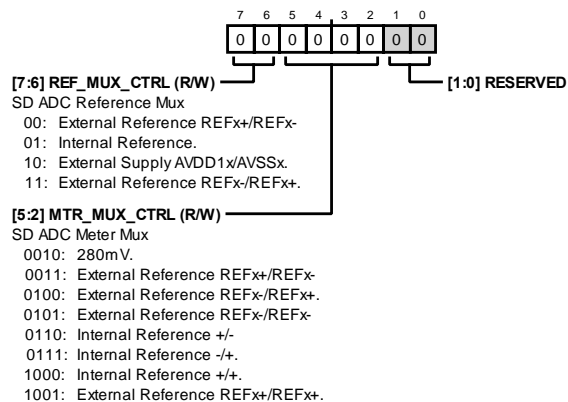 7 6 5 4 3 2 1 0
0 0 0 0 0 0 0 0
[7:6] REF_MUX_CTRL (R/W) [1:0] RESERVED
SD ADC Reference Mux
00: External Reference REFx+/REFx-
01: Internal Reference.
10: External Supply AVDD1x/AVSSx.
11: External Reference REFx-/REFx+.
[5:2] MTR_MUX_CTRL (R/W)
SD ADC Meter Mux
0010: 280mV.
0011: External Reference REFx+/REFx-
0100: External Reference REFx-/REFx+.
0101: External Reference REFx-/REFx-
0110: Internal Reference +/-
0111: Internal Reference -/+.
1000: Internal Reference +/+.
1001: External Reference REFx+/REFx+.